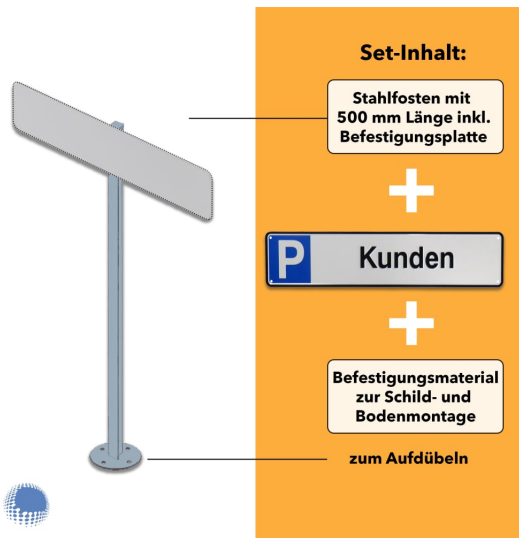 Set-Inhalt:
Stahlfosten mit
500 mm Länge inkl.
Befestigungsplatte
P Kunden
Befestigungsmaterial
zur Schild- und
Bodenmontage
zum Aufdübeln